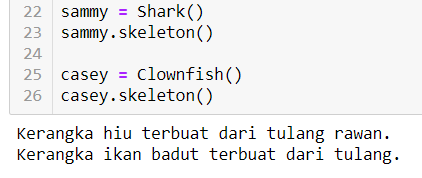 22 sammy = Shark()
23 sammy.skeleton()
24
25 casey = Clownfish()
26 casey.skeleton()
Kerangka hiu terbuat dari tulang rawan.
Kerangka ikan badut terbuat dari tulang.